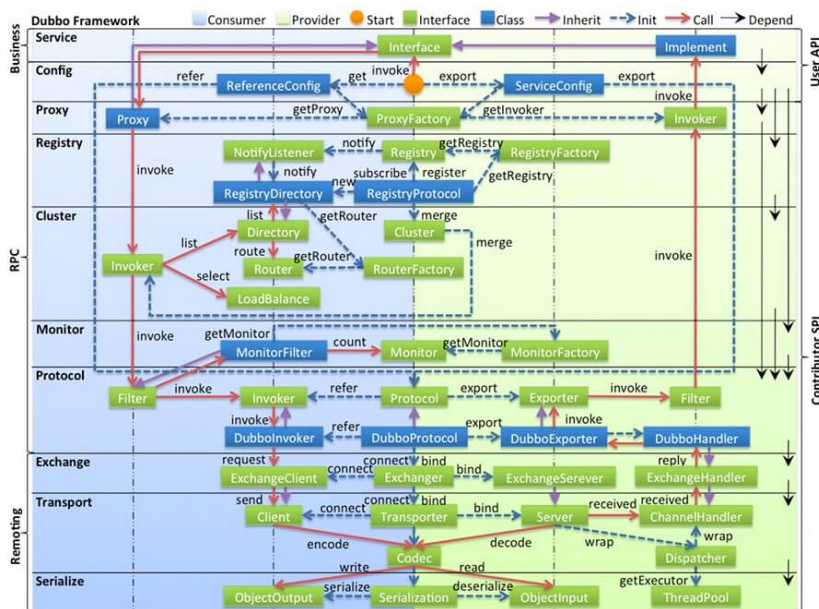 Dubbo Framework Consumer Provider Start Interface Class Inherit Init Call Depend
Business
Service
Interface
Implement
User API
Config
refer
ReferenceConfig
get
invoke
export
ServiceConfig
export
Proxy
Proxy
getProxy
ProxyFactory
getInvoker
invoke
Invoker
RPC
Registry
invoke
NotifyListener
notify
Registry
getRegistry
RegistryFactory
notify
subscribe
register
getRegistry
RegistryDirectory
new
RegistryProtocol
Cluster
list
getRouter
merge
Directory
Cluster
merge
list
route
getRouter
invoke
Invoker
Router
RouterFactory
select
LoadBalance
Contributor SPI
Monitor
invoke
getMonitor
MonitorFilter
count
Monitor
getMonitor
MonitorFactory
Protocol
Filter
invoke
Invoker
refer
Protocol
export
Exporter
invoke
Filter
invoke
refer
export
invoke
DubboInvoker
DubboProtocol
DubboExporter
DubboHandler
Remoting
Exchange
request
connect
bind
reply
ExchangeClient
connect
Exchanger
bind
ExchangeSerever
ExchangeHandler
Transport
send
connect
bind
received
received
Client
connect
Transporter
bind
Server
ChannelHandler
encode
decode
wrap
wrap
Codec
Dispatcher
Serialize
write
read
getExecutor
ObjectOutput
serialize
Serialization
deserialize
ObjectInput
ThreadPool